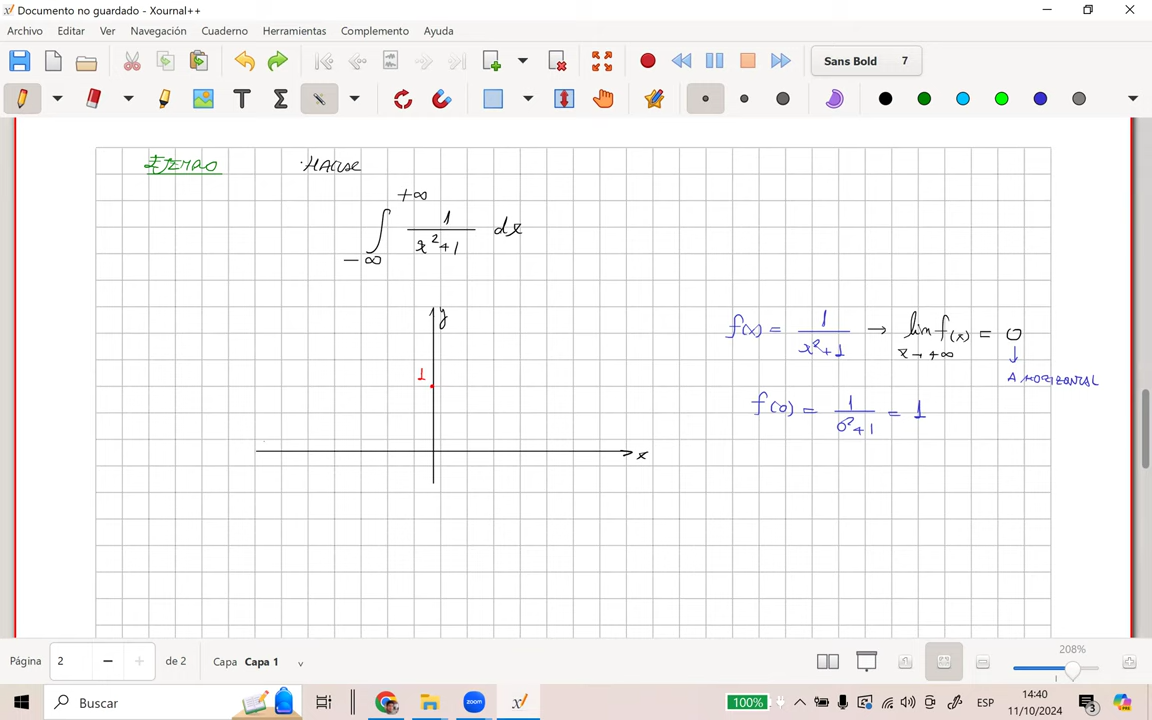 Documento no guardado - Xournal++
Archivo Editar Ver Navegación Cuaderno Herramientas Complemento Ayuda
Sans Bold 7
EJEMPLO HALLAR
+∞
∫ 1/(x²+1) dx
-∞
y
f(x) = 1/(x²+1) → lim f(x) = 0
x→+∞
↓
1
A HORIZONTAL
f(0) = 1/(0²+1) = 1
x
Página 2 de 2 Capa Capa 1
208%
Buscar
100%
ESP
14:40
11/10/2024
3